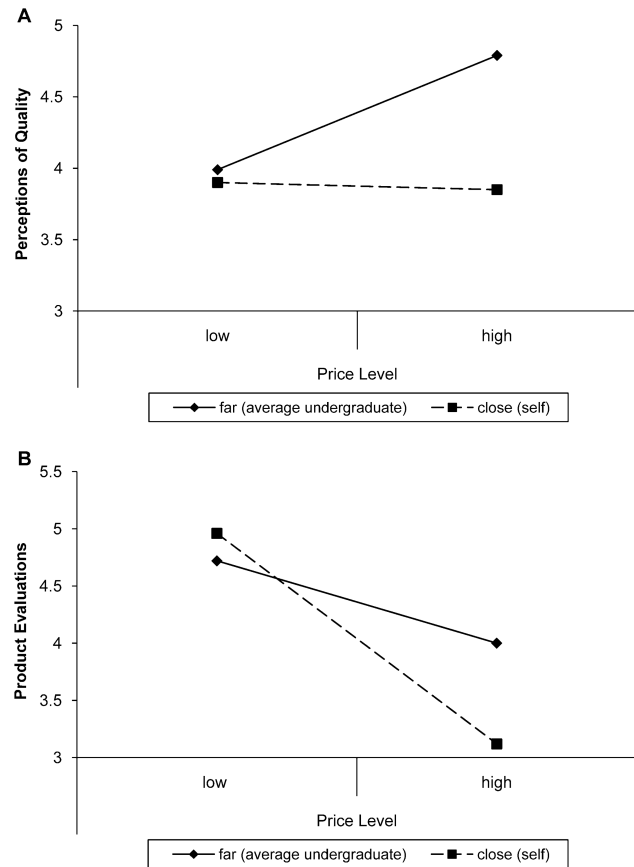 A
5
4.5
4
3.5
3
Perceptions of Quality
low high
Price Level
far (average undergraduate) close (self)
B
5.5
5
4.5
4
3.5
3
Product Evaluations
low high
Price Level
far (average undergraduate) close (self)